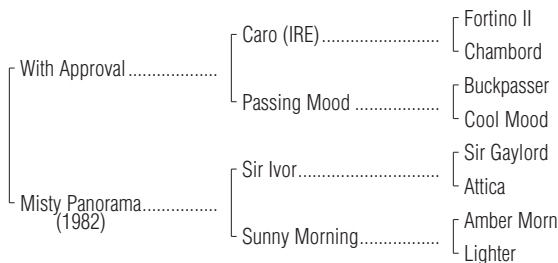 Fortino II
Caro (IRE)........................
Chambord
With Approval..................
Buckpasser
Passing Mood .................
Cool Mood
Sir Gaylord
Sir Ivor.............................
Attica
Misty Panorama...............
(1982)
Amber Morn
Sunny Morning................
Lighter